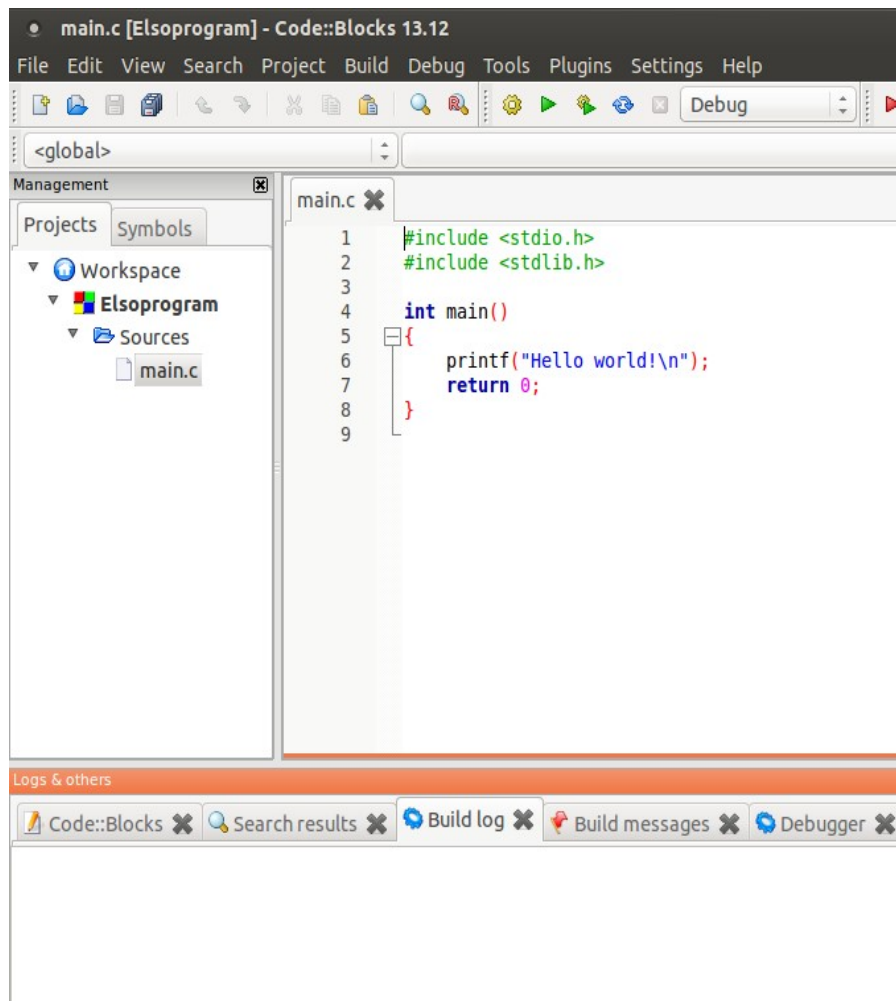 main.c [Elsoprogram] - Code::Blocks 13.12
File Edit View Search Project Build Debug Tools Plugins Settings Help
Debug
<global>
Management
Projects Symbols
Workspace
Elsoprogram
Sources
main.c
main.c
1 #include <stdio.h>
2 #include <stdlib.h>
3
4 int main()
5 {
6 printf("Hello world!\n");
7 return 0;
8 }
9
Logs & others
Code::Blocks Search results Build log Build messages Debugger